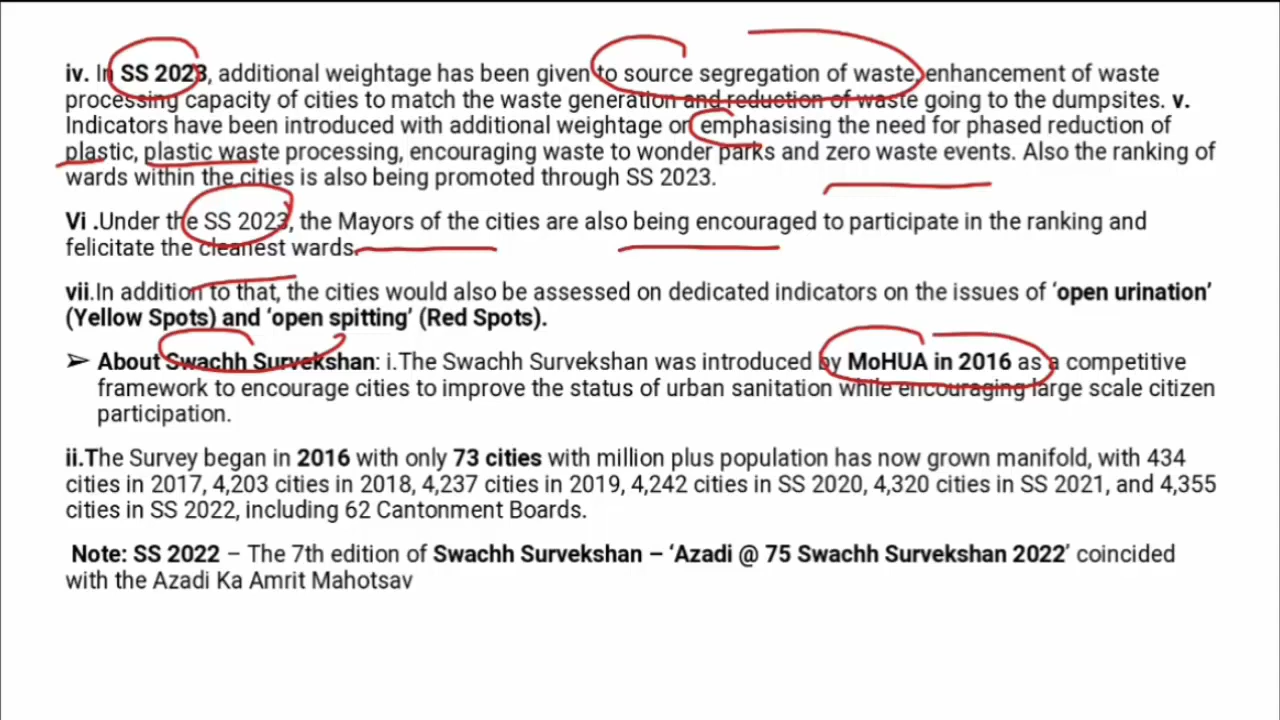 iv. In SS 2023, additional weightage has been given to source segregation of waste, enhancement of waste
processing capacity of cities to match the waste generation and reduction of waste going to the dumpsites. v.
Indicators have been introduced with additional weightage on emphasising the need for phased reduction of
plastic, plastic waste processing, encouraging waste to wonder parks and zero waste events. Also the ranking of
wards within the cities is also being promoted through SS 2023.
Vi .Under the SS 2023, the Mayors of the cities are also being encouraged to participate in the ranking and
felicitate the cleanest wards.
vii.In addition to that, the cities would also be assessed on dedicated indicators on the issues of ‘open urination’
(Yellow Spots) and ‘open spitting’ (Red Spots).
➢ About Swachh Survekshan: i.The Swachh Survekshan was introduced by MoHUA in 2016 as a competitive
framework to encourage cities to improve the status of urban sanitation while encouraging large scale citizen
participation.
ii.The Survey began in 2016 with only 73 cities with million plus population has now grown manifold, with 434
cities in 2017, 4,203 cities in 2018, 4,237 cities in 2019, 4,242 cities in SS 2020, 4,320 cities in SS 2021, and 4,355
cities in SS 2022, including 62 Cantonment Boards.
Note: SS 2022 – The 7th edition of Swachh Survekshan – ‘Azadi @ 75 Swachh Survekshan 2022’ coincided
with the Azadi Ka Amrit Mahotsav